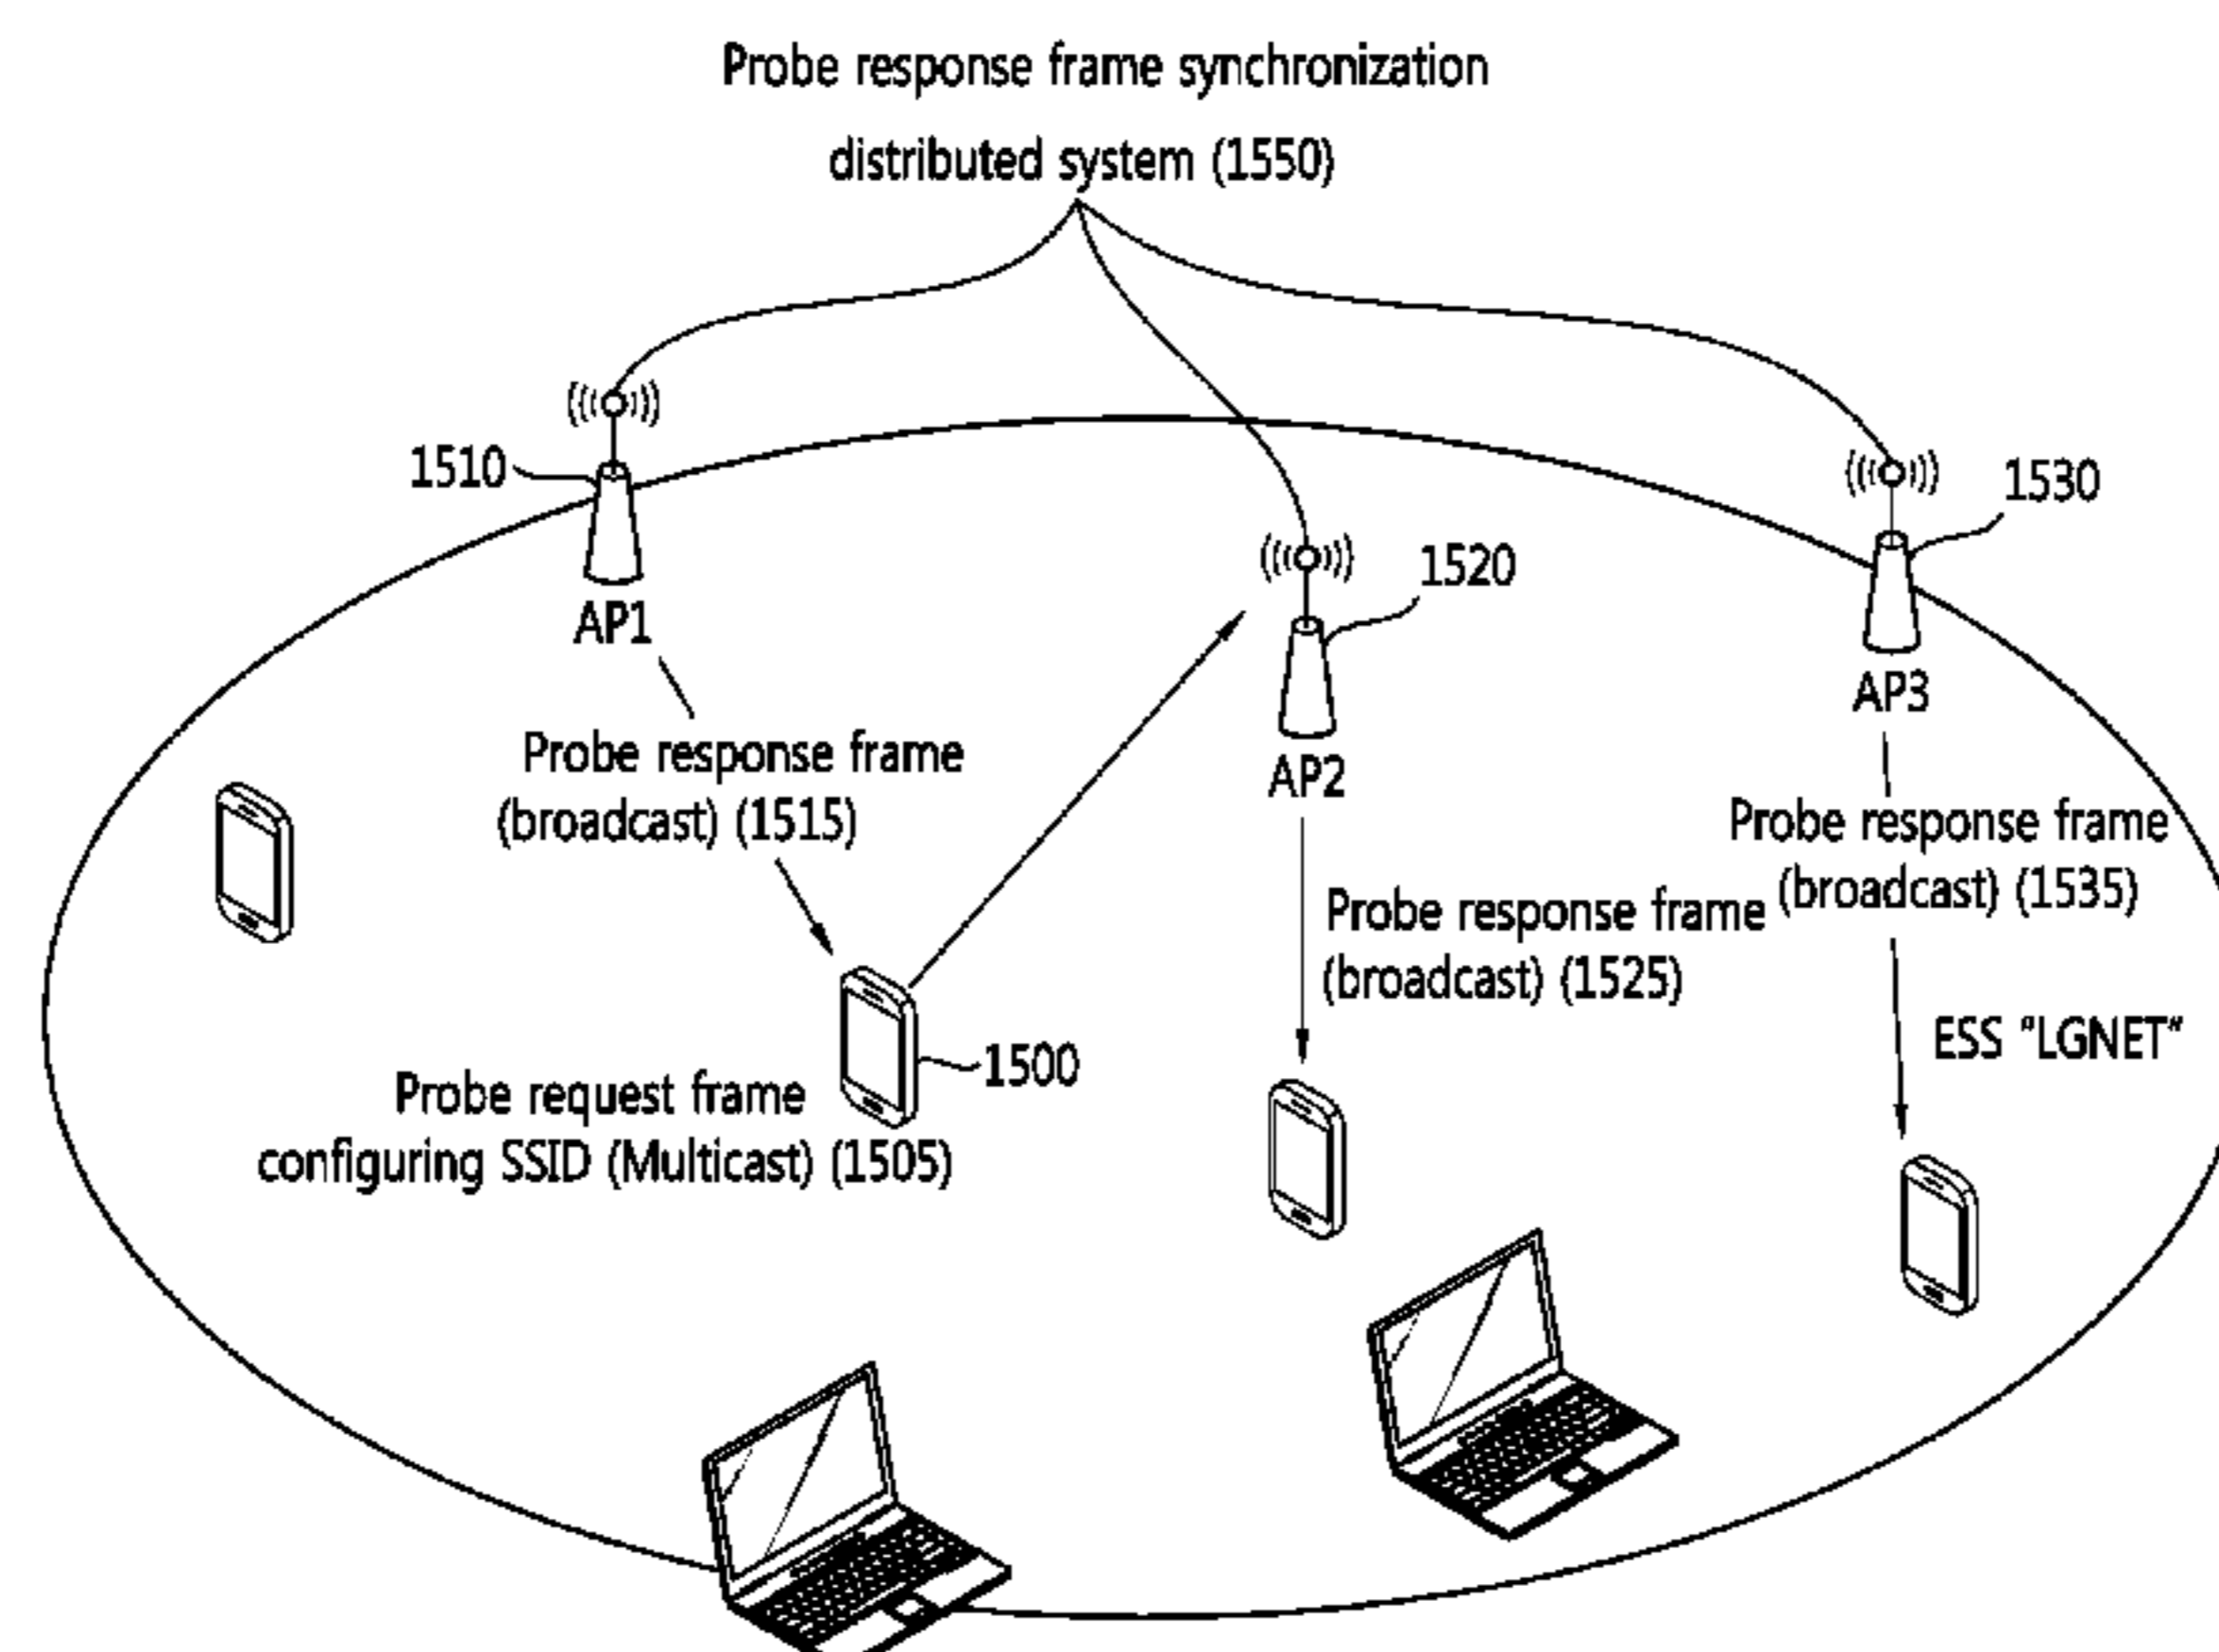 Probe response frame synchronization
distributed system (1550)
1510
1530
1520
AP1
AP3
AP2
Probe response frame
(broadcast) (1515)
Probe response frame
(broadcast) (1535)
Probe response frame
(broadcast) (1525)
ESS "LGNET"
1500
Probe request frame
configuring SSID (Multicast) (1505)